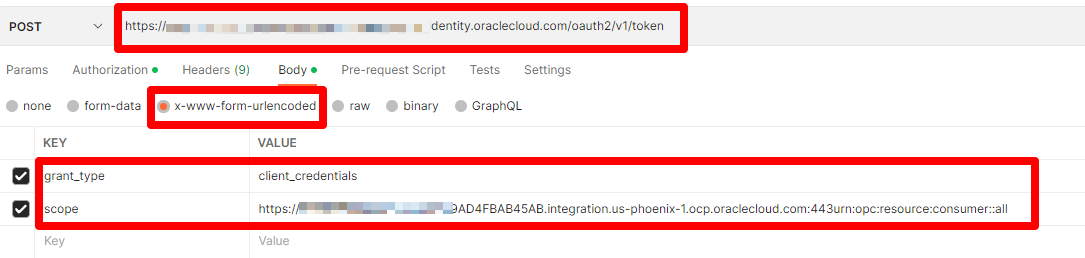 POST https:// dentity.oraclecloud.com/oauth2/v1/token
Params Authorization Headers (9) Body Pre-request Script Tests Settings
none form-data x-www-form-urlencoded raw binary GraphQL
KEY VALUE
grant_type client_credentials
scope https:// 9AD4FBAB45AB.integration.us-phoenix-1.ocp.oraclecloud.com:443urn:opc:resource:consumer::all
Key Value